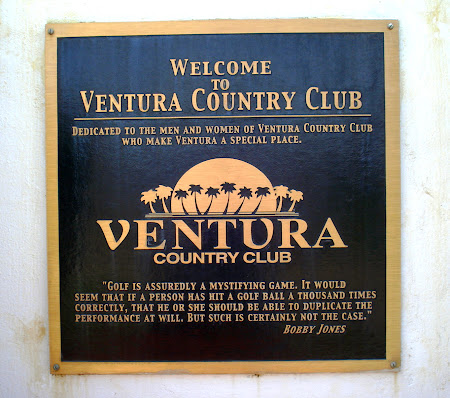 Welcome
to
Ventura Country Club
Dedicated to the men and women of Ventura Country Club
who make Ventura a special place.
VENTURA
COUNTRY CLUB
"Golf is assuredly a mystifying game. It would
seem that if a person has hit a golf ball a thousand times
correctly, that he or she should be able to duplicate the
performance at will. But such is certainly not the case."
Bobby Jones